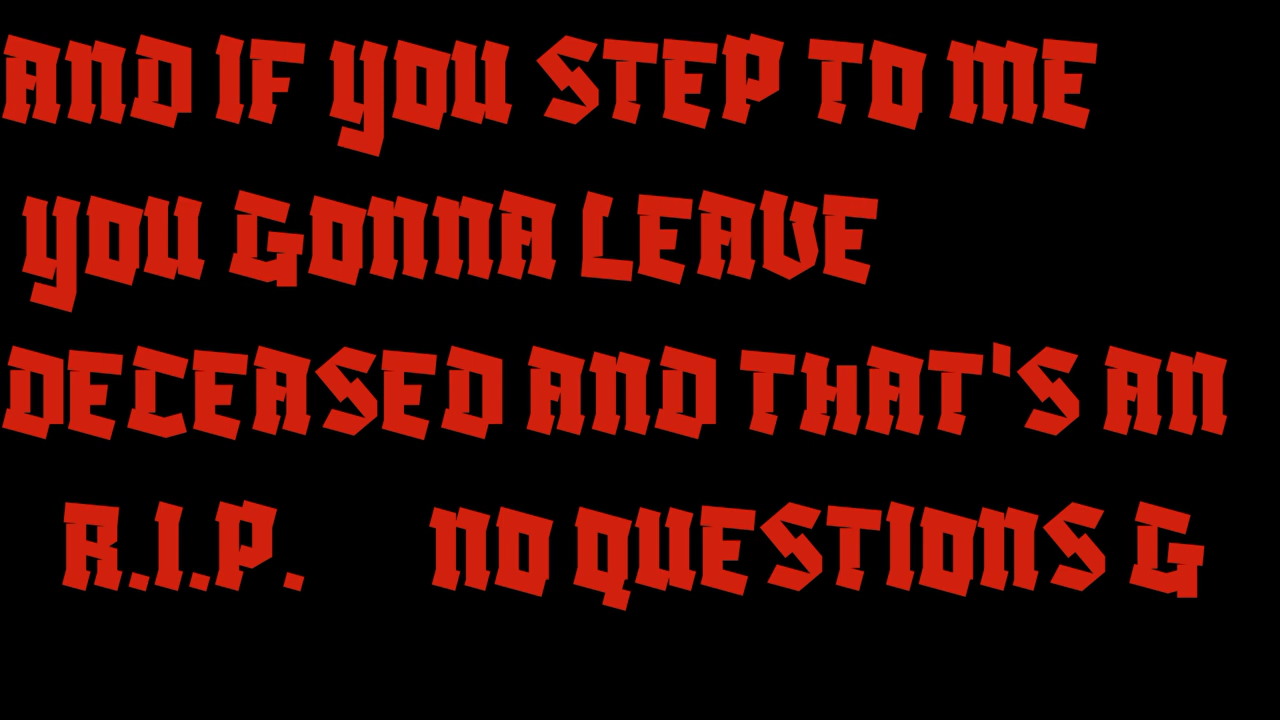 AND IF YOU STEP TO ME
YOU GONNA LEAVE
DECEASED AND THAT'S AN
R.I.P. NO QUESTIONS G